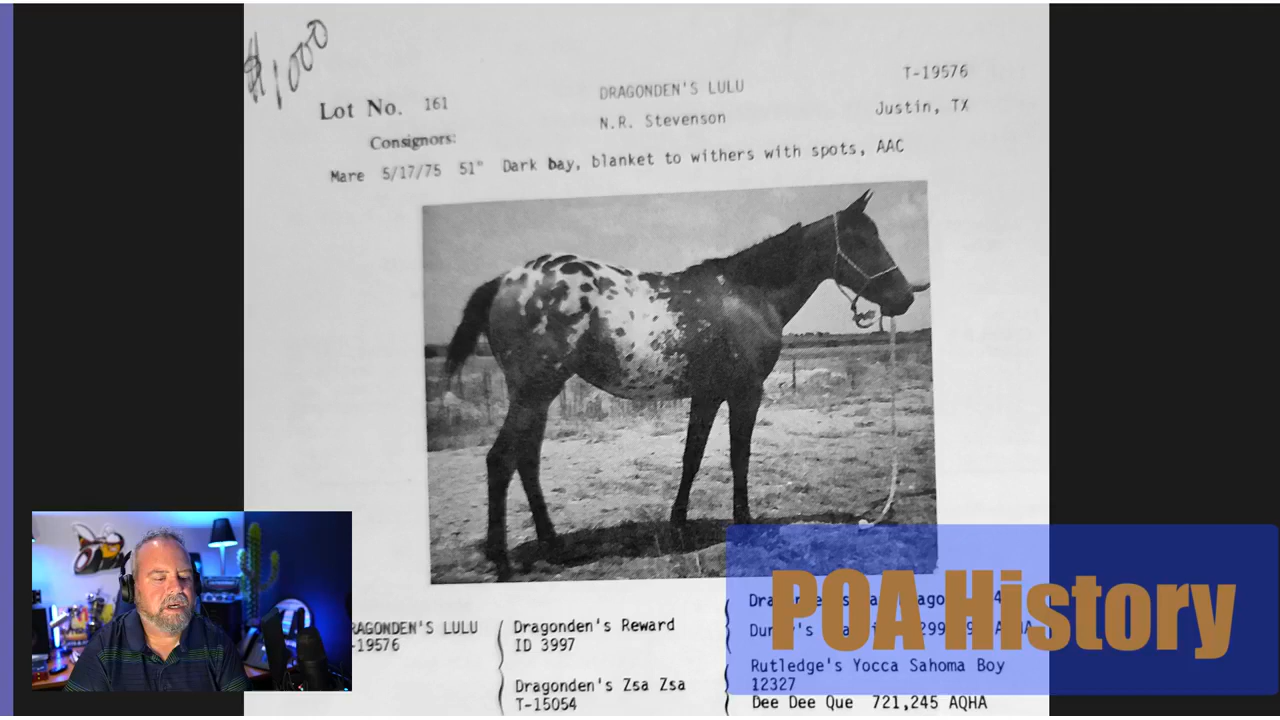 $1000
T-19576
DRAGONDEN'S LULU
Lot No. 161
Justin, TX
N.R. Stevenson
Consignors:
Mare 5/17/75 51" Dark bay, blanket to withers with spots, AAC
RAGONDEN'S LULU
-19576
Dragonden's Reward
ID 3997
Dragonden's Zsa Zsa
T-15054
POA History
Rutledge's Yocca Sahoma Boy
12327
Dee Dee Que 721,245 AQHA